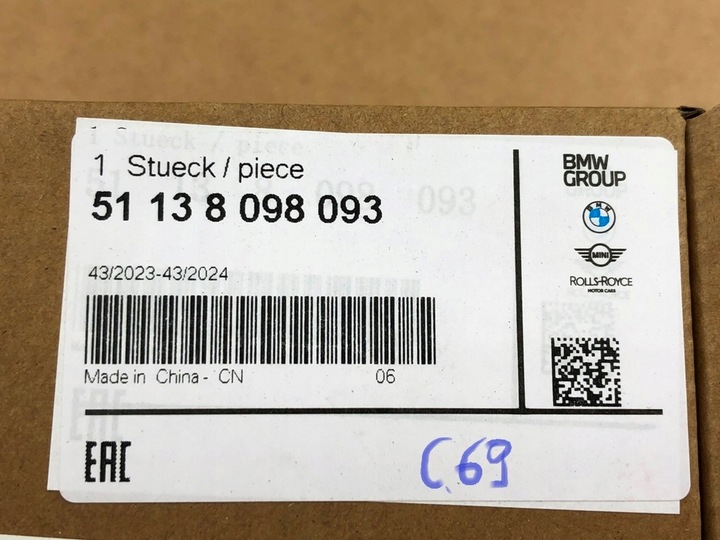 1 Stueck / piece
51 13 8 098 093
43/2023-43/2024
Made in China - CN 06
BMW
GROUP
BMW
MINI
ROLLS-ROYCE
MOTOR CARS
EAC
C.69